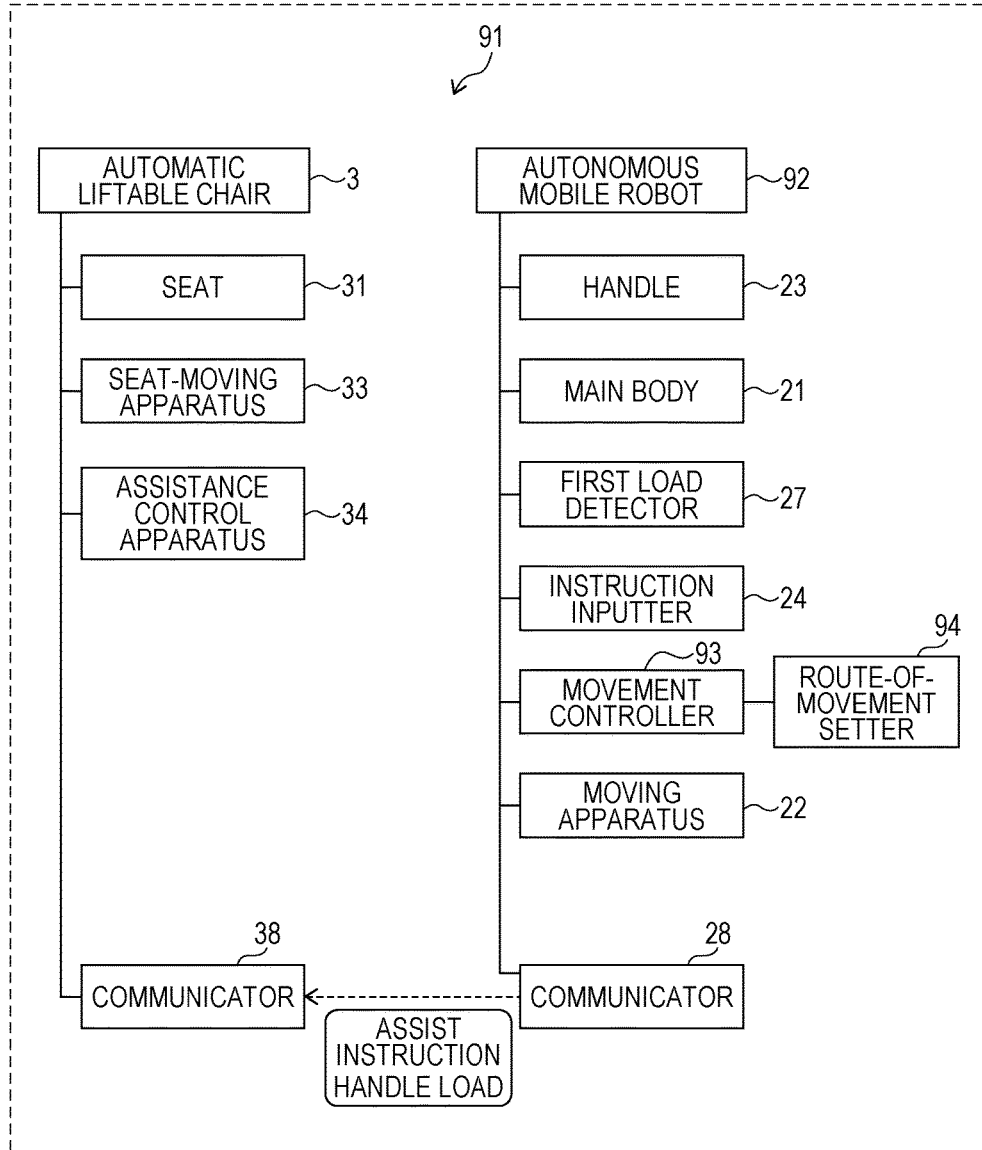 91
AUTOMATIC
LIFTABLE CHAIR
3
SEAT
31
SEAT-MOVING
APPARATUS
33
ASSISTANCE
CONTROL
APPARATUS
34
38
COMMUNICATOR
AUTONOMOUS
MOBILE ROBOT
92
HANDLE
23
MAIN BODY
21
FIRST LOAD
DETECTOR
27
INSTRUCTION
INPUTTER
24
93
MOVEMENT
CONTROLLER
94
ROUTE-OF-
MOVEMENT
SETTER
MOVING
APPARATUS
22
28
COMMUNICATOR
ASSIST
INSTRUCTION
HANDLE LOAD